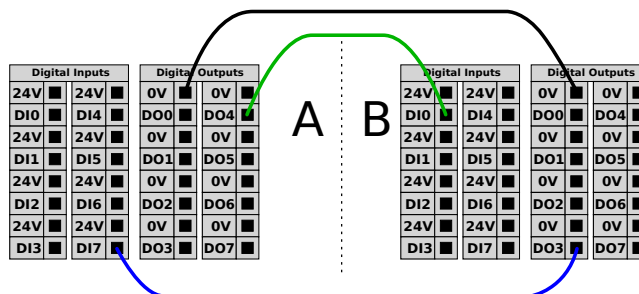 Digital Inputs Digital Outputs Digital Inputs Digital Outputs
24V 24V 0V 0V 24V 24V 0V 0V
DI0 DI4 DO0 DO4 A B DI0 DI4 DO0 DO4
24V 24V 0V 0V 24V 24V 0V 0V
DI1 DI5 DO1 DO5 DI1 DI5 DO1 DO5
24V 24V 0V 0V 24V 24V 0V 0V
DI2 DI6 DO2 DO6 DI2 DI6 DO2 DO6
24V 24V 0V 0V 24V 24V 0V 0V
DI3 DI7 DO3 DO7 DI3 DI7 DO3 DO7